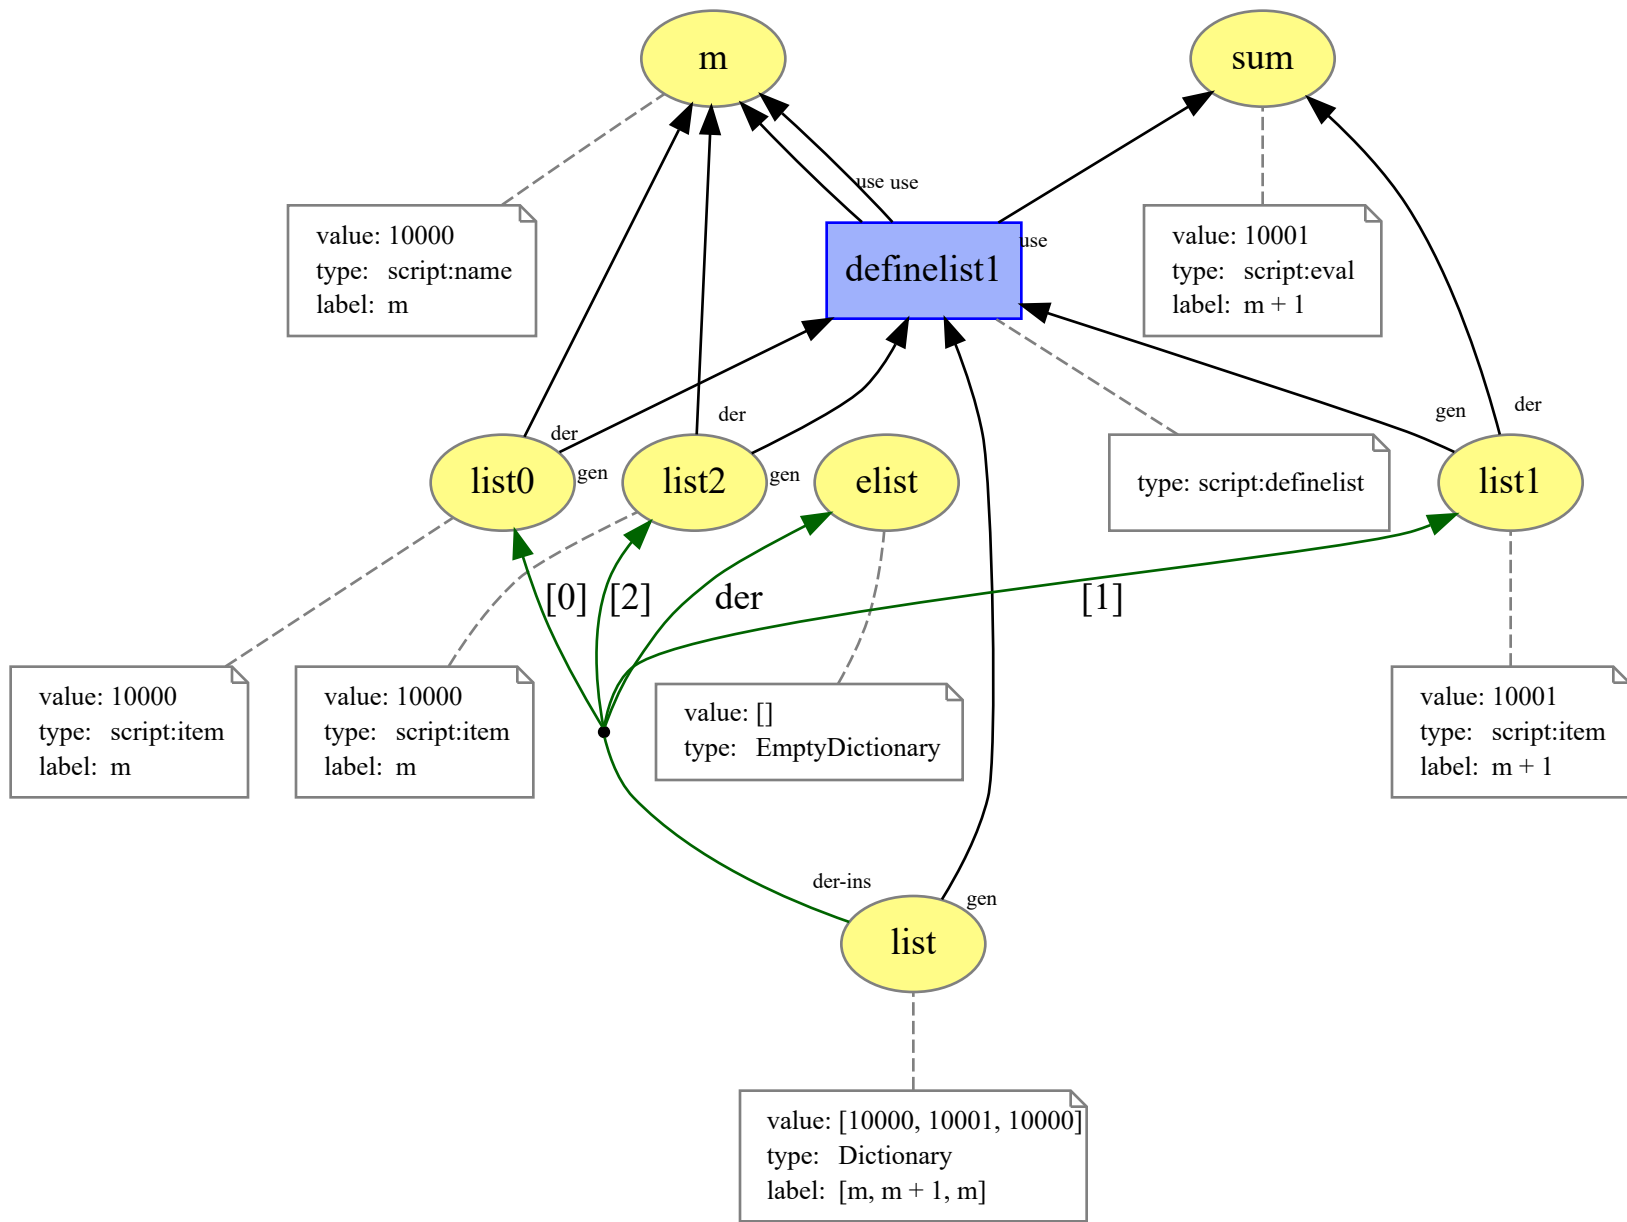 m
sum
use use
value: 10000
type: script:name
label: m
definelist1
use
value: 10001
type: script:eval
label: m + 1
der
der
gen
der
list0
gen
list2
gen
elist
type: script:definelist
list1
[0]
[2]
der
[1]
value: 10000
type: script:item
label: m
value: 10000
type: script:item
label: m
value: []
type: EmptyDictionary
value: 10001
type: script:item
label: m + 1
der-ins
gen
list
value: [10000, 10001, 10000]
type: Dictionary
label: [m, m + 1, m]